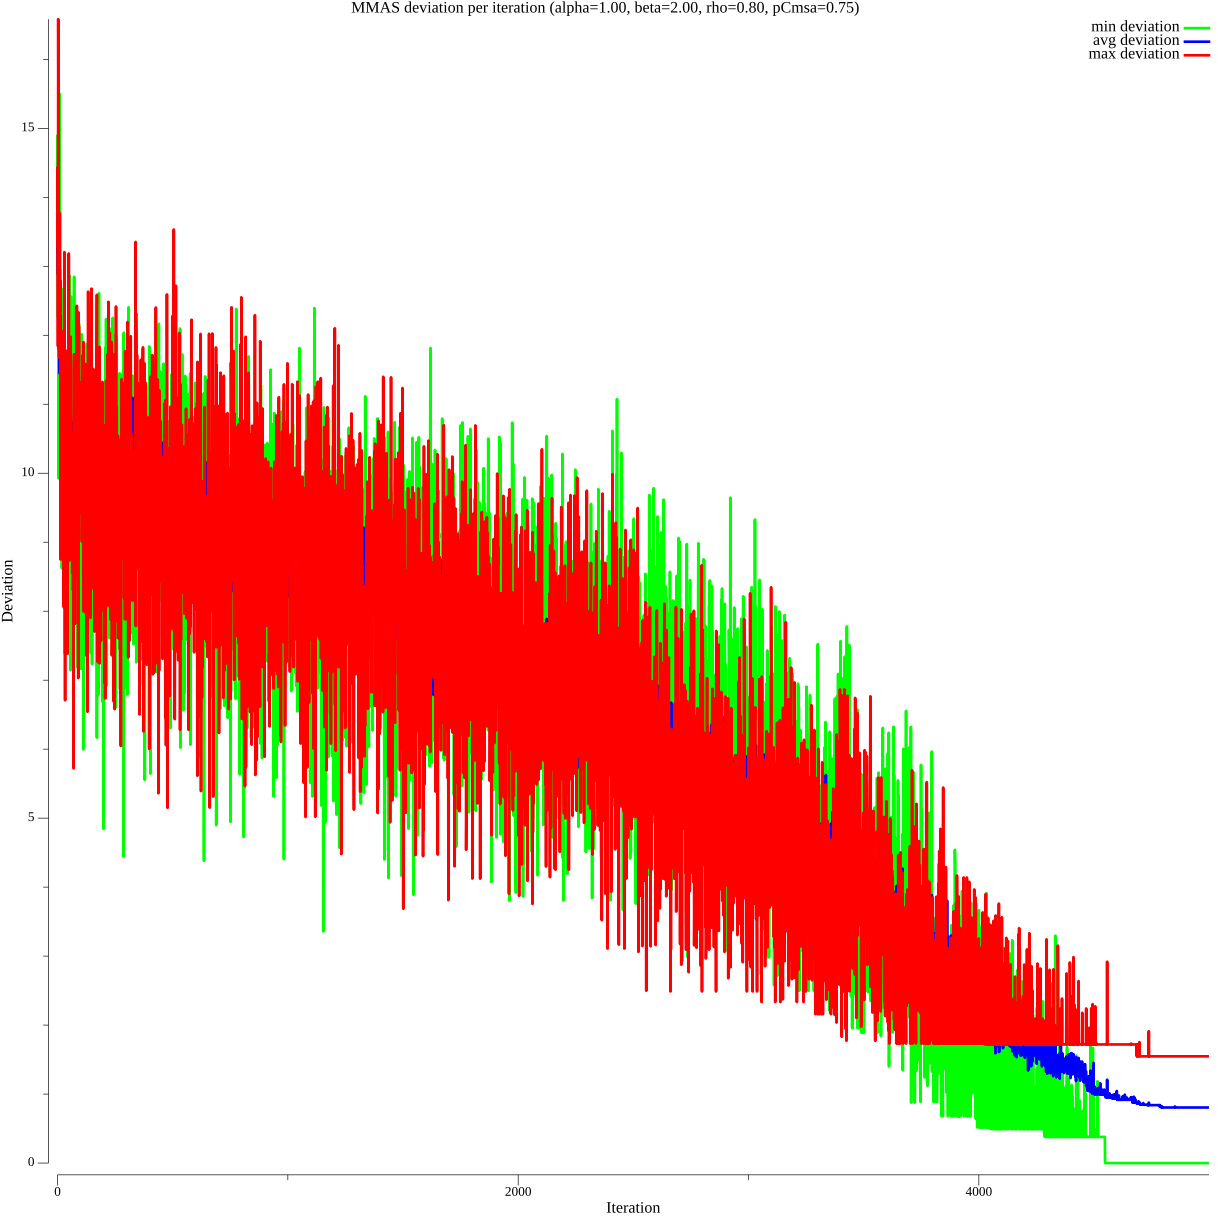 MMAS deviation per iteration (alpha=1.00, beta=2.00, rho=0.80, pCmsa=0.75)
min deviation
avg deviation
max deviation
15
10
5
0
Deviation
0
2000
4000
Iteration